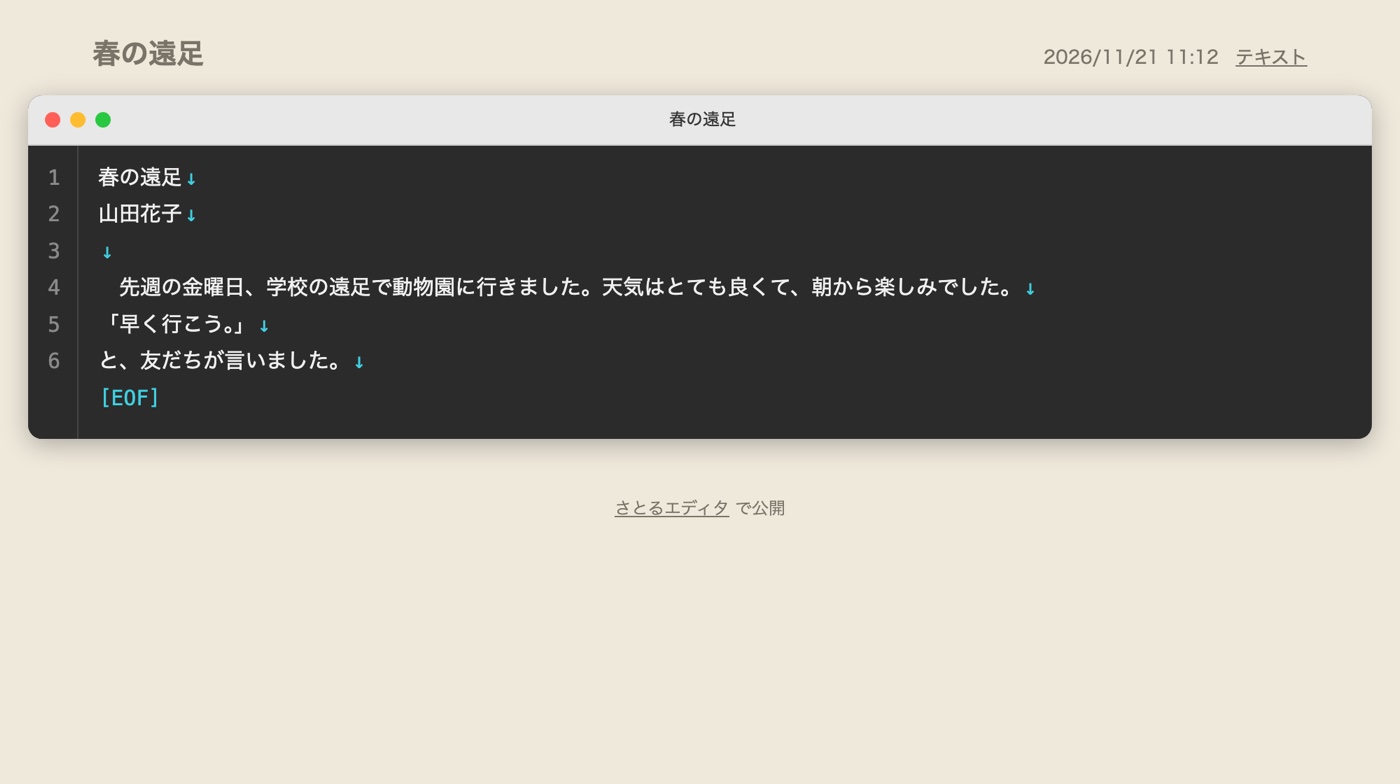 春の遠足
2026/11/21 11:12 テキスト
春の遠足
1 春の遠足↓
2 山田花子↓
3 ↓
4 　先週の金曜日、学校の遠足で動物園に行きました。天気はとても良くて、朝から楽しみでした。↓
5 「早く行こう。」↓
6 と、友だちが言いました。↓
[EOF]
さとるエディタ で公開